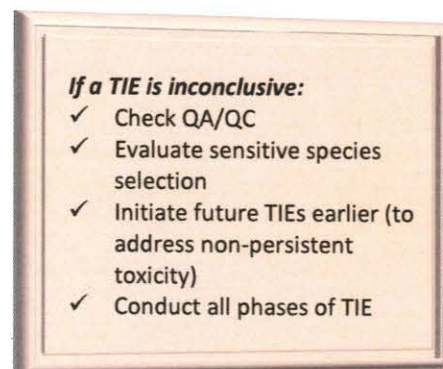 If a TIE is inconclusive:
✓ Check QA/QC
✓ Evaluate sensitive species
selection
✓ Initiate future TIEs earlier (to
address non-persistent
toxicity)
✓ Conduct all phases of TIE